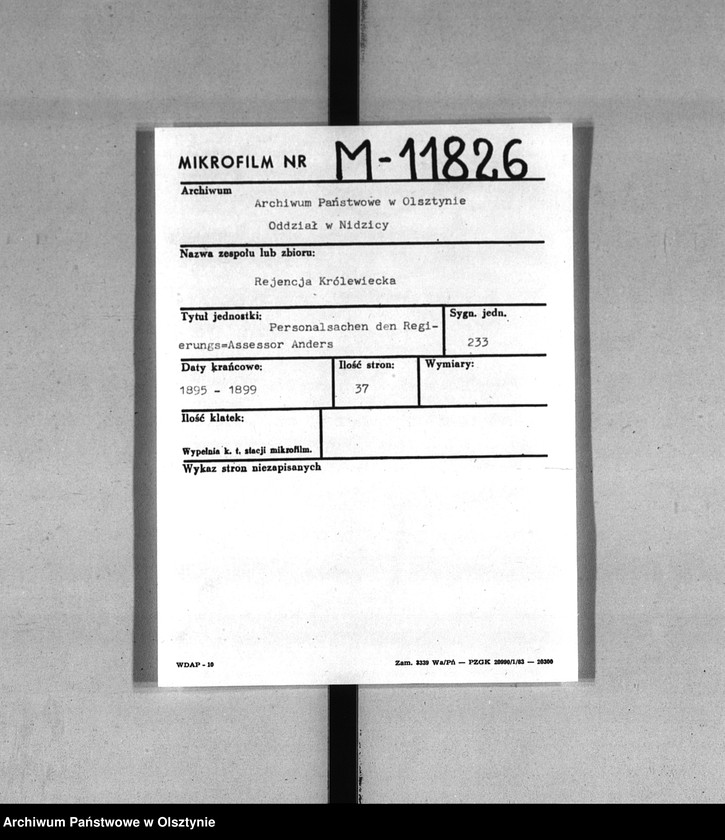 MIKROFILM NR M-11826
Archiwum
Archiwum Państwowe w Olsztynie
Oddział w Nidzicy
Nazwa zespołu lub zbioru:
Rejencja Królewiecka
Tytuł jednostki:
Personalsachen den Regi-
erungs=Assessor Anders
Sygn. jedn.
233
Daty krańcowe:
1895 - 1899
Ilość stron:
37
Wymiary:
Ilość klatek:
Wypełnia k. t. stacji mikrofilm.
Wykaz stron niezapisanych
WDAP - 10
Zam. 3339 Wa/Pń — PZGK 20990/1/83 — 20300
Archiwum Państwowe w Olsztynie